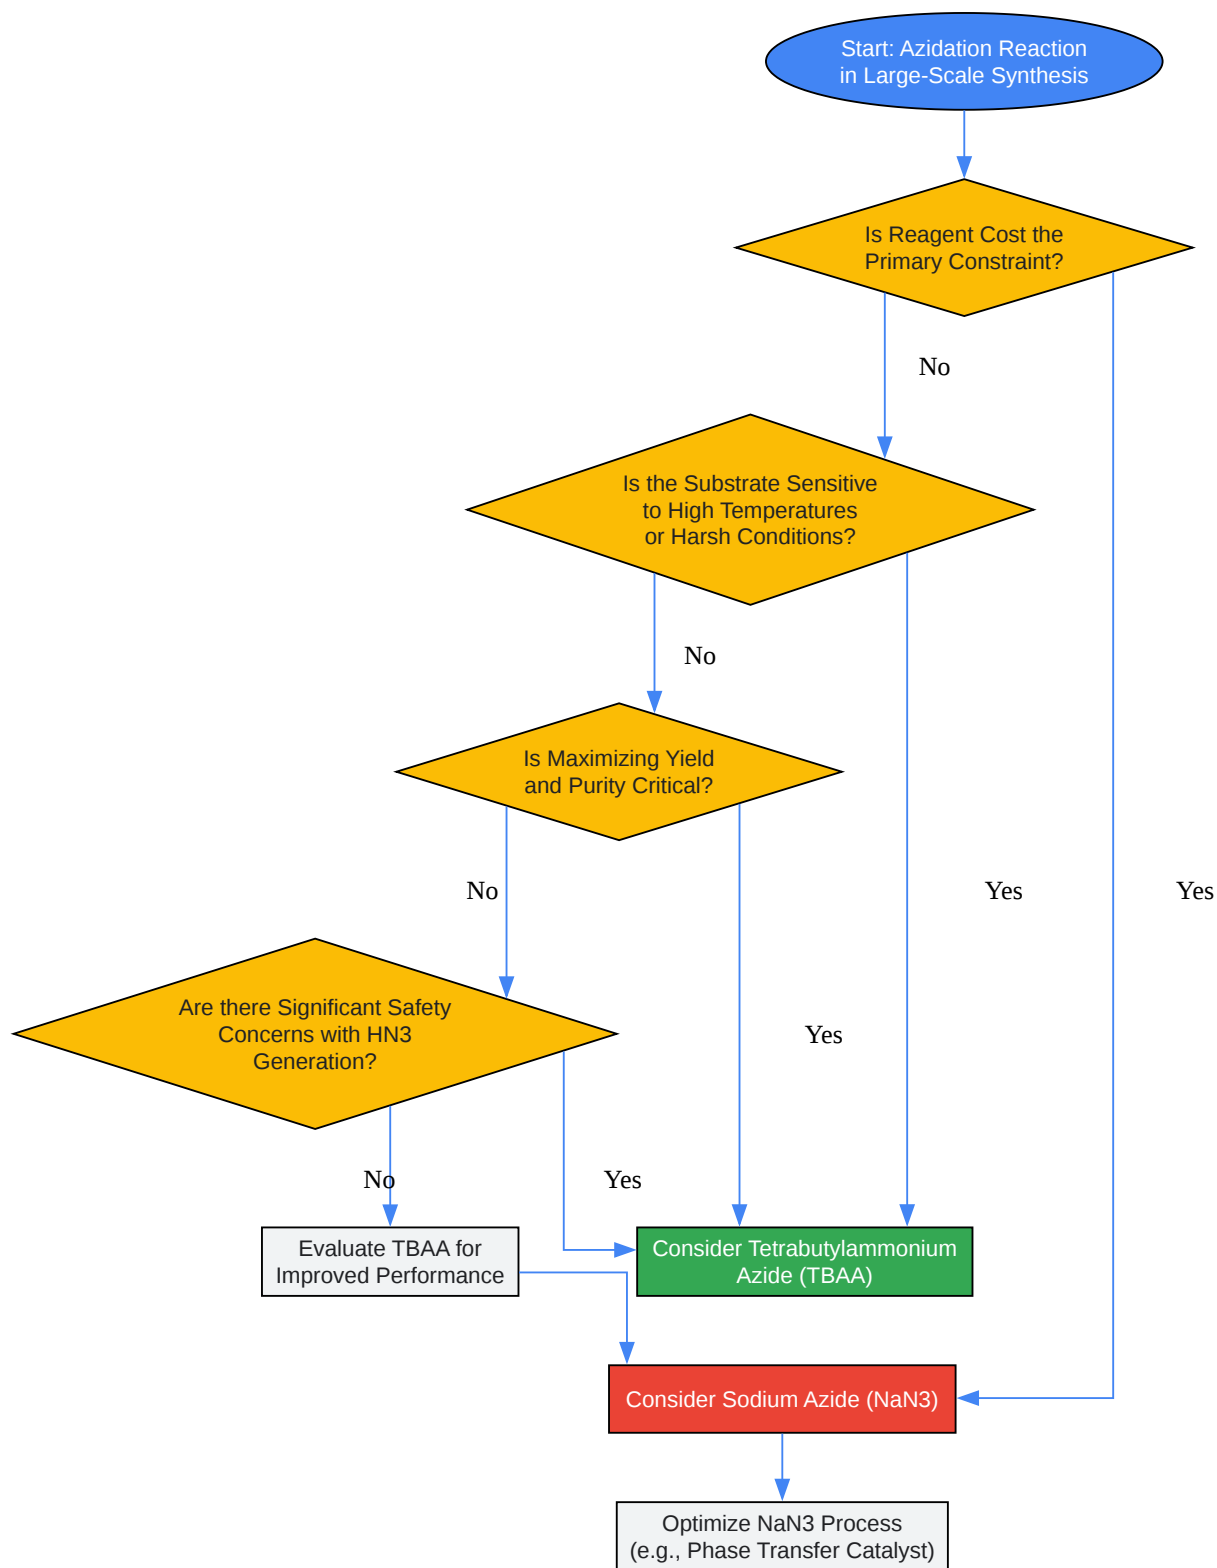 Start: Azidation Reaction
in Large-Scale Synthesis
Is Reagent Cost the
Primary Constraint?
No
Is the Substrate Sensitive
to High Temperatures
or Harsh Conditions?
No
Is Maximizing Yield
and Purity Critical?
No
Yes
Yes
Are there Significant Safety
Concerns with HN3
Generation?
Yes
No
Yes
Evaluate TBAA for
Improved Performance
Consider Tetrabutylammonium
Azide (TBAA)
Consider Sodium Azide (NaN3)
Optimize NaN3 Process
(e.g., Phase Transfer Catalyst)